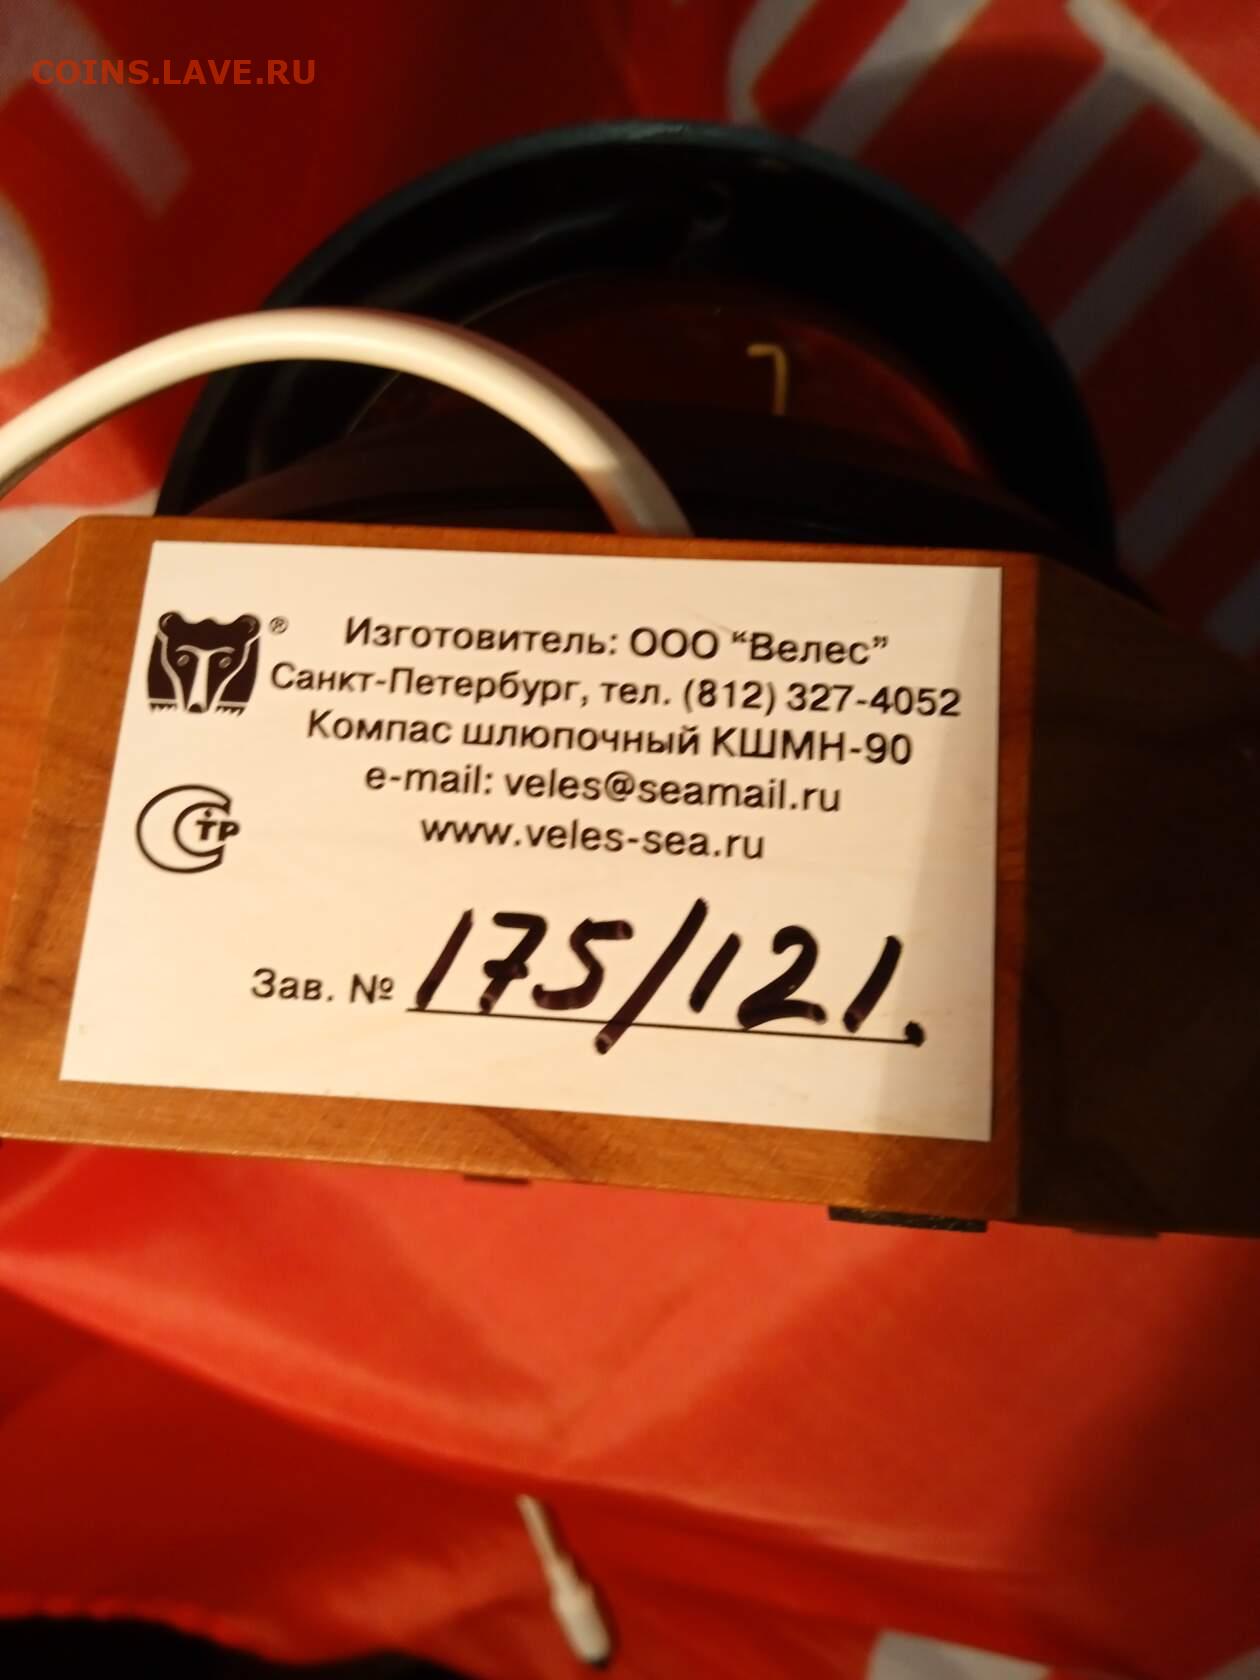 COINS.LAVE.RU
®
Изготовитель: ООО “Велес”
Санкт-Петербург, тел. (812) 327-4052
Компас шлюпочный КШМН-90
e-mail: veles@seamail.ru
www.veles-sea.ru
СТР
Зав. № 175/121.